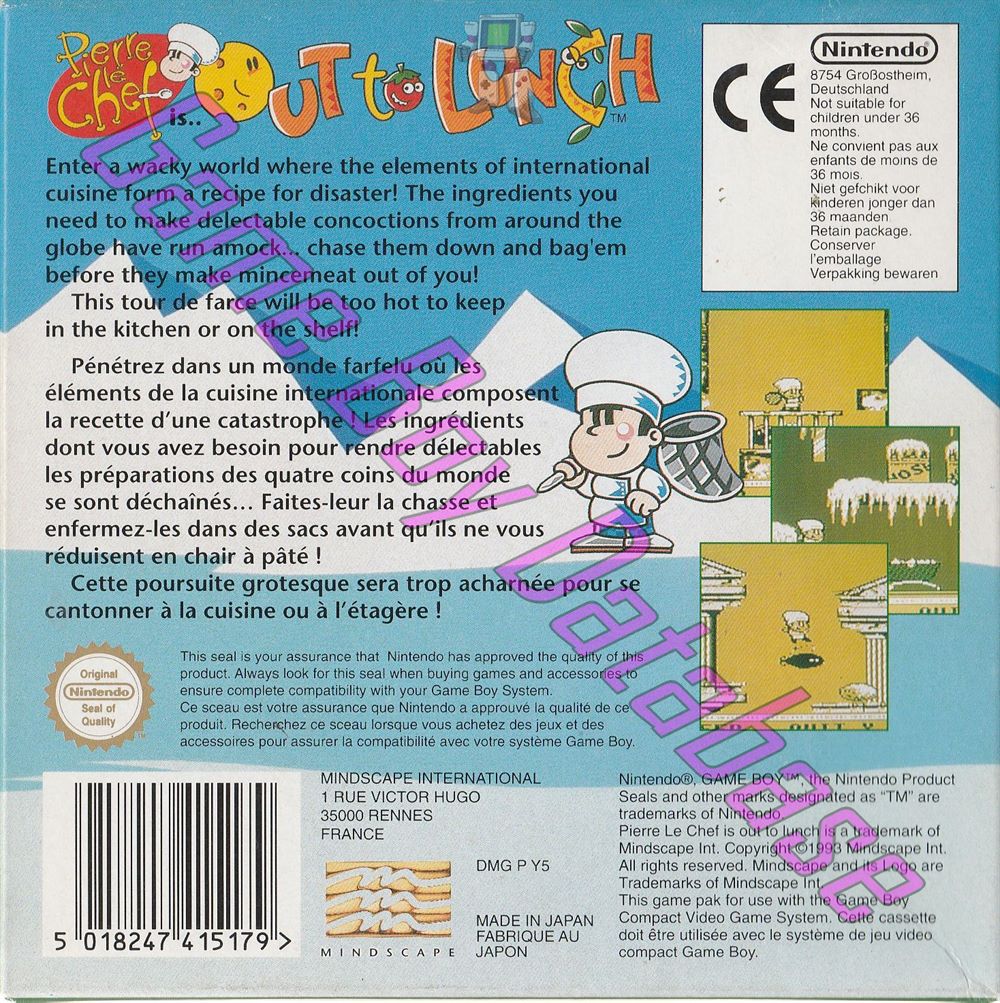 Pierre
le
Chef
is..
OUT to LUNCH
TM
Enter a wacky world where the elements of international
cuisine form a recipe for disaster! The ingredients you
need to make delectable concoctions from around the
globe have run amock... chase them down and bag'em
before they make mincemeat out of you!
This tour de farce will be too hot to keep
in the kitchen or on the shelf!
Pénétrez dans un monde farfelu où les
éléments de la cuisine internationale composent
la recette d'une catastrophe ! Les ingrédients
dont vous avez besoin pour rendre délectables
les préparations des quatre coins du monde
se sont déchaînés... Faites-leur la chasse et
enfermez-les dans des sacs avant qu'ils ne vous
réduisent en chair à pâté !
Cette poursuite grotesque sera trop acharnée pour se
cantonner à la cuisine ou à l'étagère !
CE
Nintendo
8754 Großostheim,
Deutschland
Not suitable for
children under 36
months.
Ne convient pas aux
enfants de moins de
36 mois.
Niet gefchikt voor
kinderen jonger dan
36 maanden.
Retain package.
Conserver
l'emballage
Verpakking bewaren
Original
Nintendo
Seal of
Quality
This seal is your assurance that Nintendo has approved the quality of this
product. Always look for this seal when buying games and accessories to
ensure complete compatibility with your Game Boy System.
Ce sceau est votre assurance que Nintendo a approuvé la qualité de ce
produit. Recherchez ce sceau lorsque vous achetez des jeux et des
accessoires pour assurer la compatibilité avec votre système Game Boy.
5 018247 415179 >
MINDSCAPE INTERNATIONAL
1 RUE VICTOR HUGO
35000 RENNES
FRANCE
MINDSCAPE
DMG P Y5
MADE IN JAPAN
FABRIQUE AU
JAPON
Nintendo®, GAME BOY™, the Nintendo Product
Seals and other marks designated as "TM" are
trademarks of Nintendo.
Pierre Le Chef is out to lunch is a trademark of
Mindscape Int. Copyright ©1993 Mindscape Int.
All rights reserved. Mindscape and its Logo are
Trademarks of Mindscape Int.
This game pak for use with the Game Boy
Compact Video Game System. Cette cassette
doit être utilisée avec le système de jeu video
compact Game Boy.
Game Boy Database